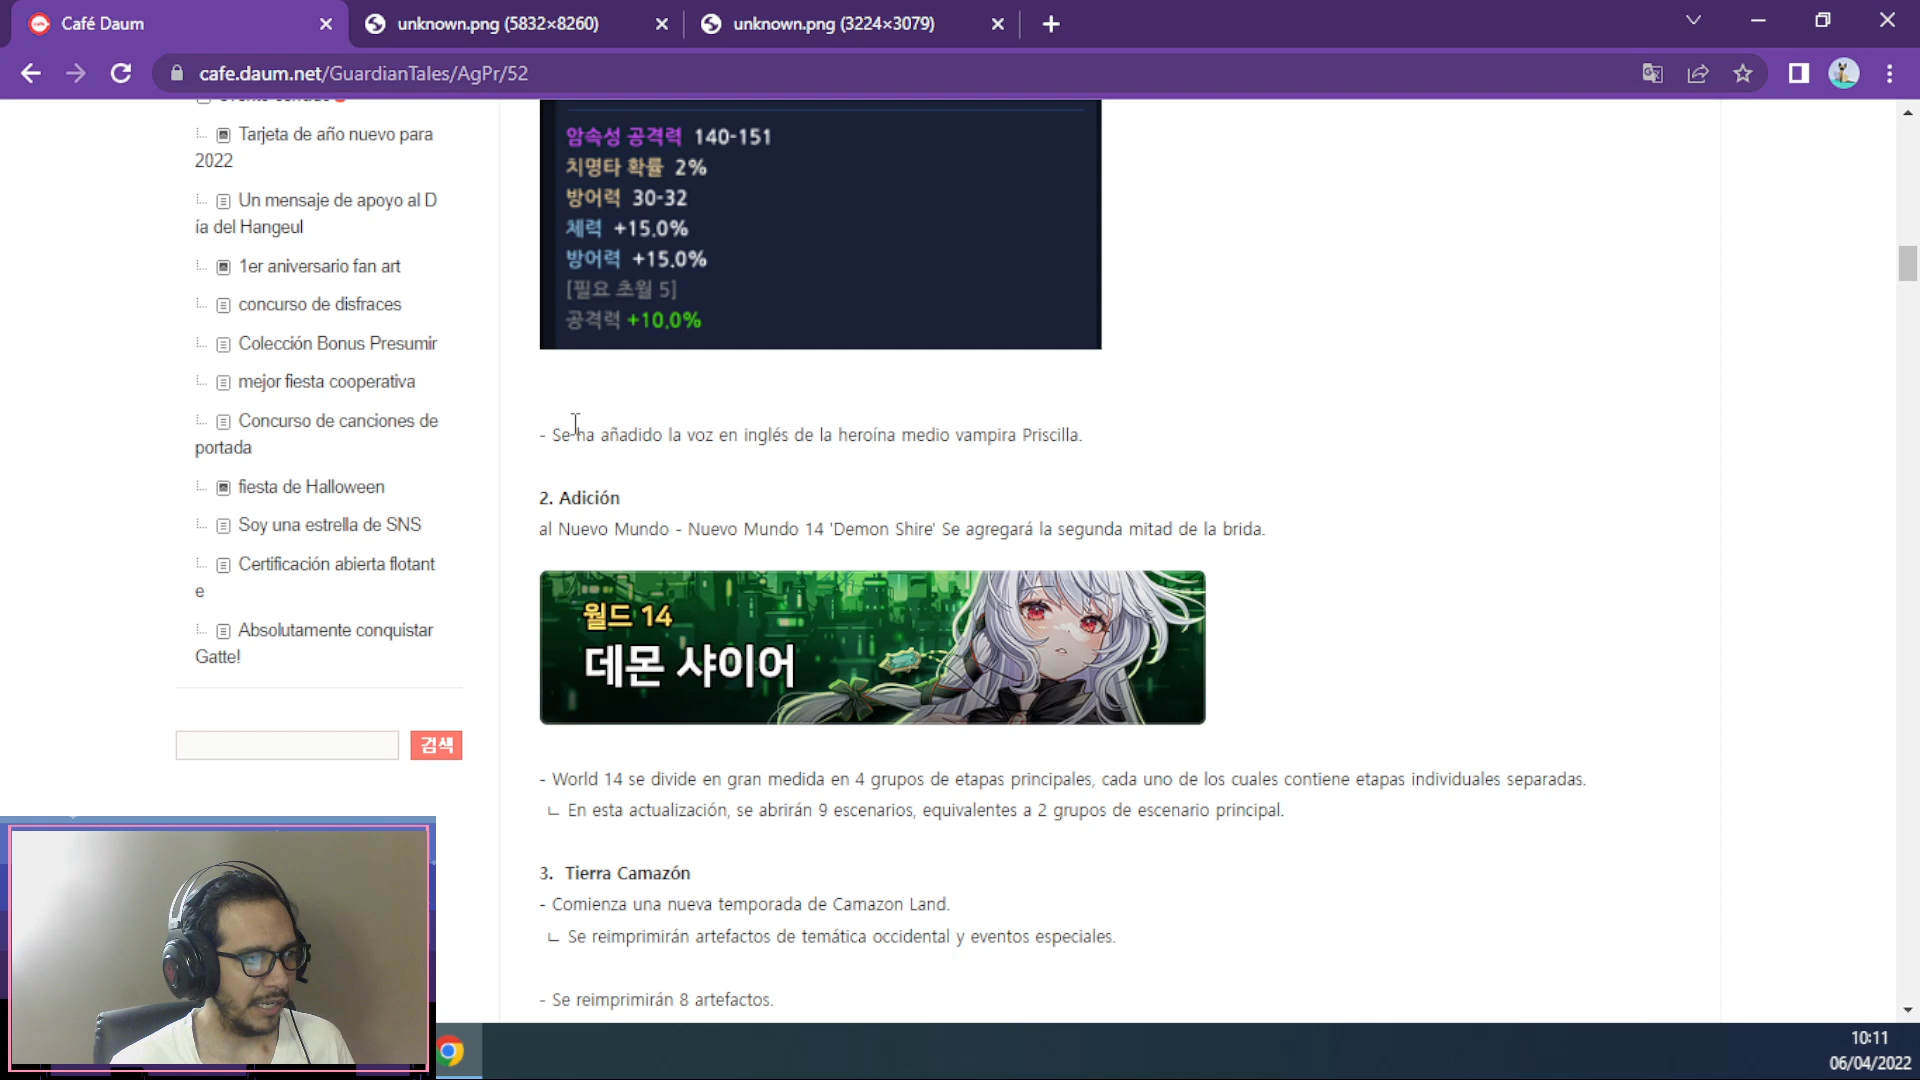 Café Daum
unknown.png (5832×8260)
unknown.png (3224×3079)
cafe.daum.net/GuardianTales/AgPr/52
Tarjeta de año nuevo para
2022
Un mensaje de apoyo al D
ía del Hangeul
1er aniversario fan art
concurso de disfraces
Colección Bonus Presumir
mejor fiesta cooperativa
Concurso de canciones de
portada
fiesta de Halloween
Soy una estrella de SNS
Certificación abierta flotant
e
Absolutamente conquistar
Gatte!
검색
암속성 공격력 140-151
치명타 확률 2%
방어력 30-32
체력 +15.0%
방어력 +15.0%
[필요 초월 5]
공격력 +10.0%
- Se ha añadido la voz en inglés de la heroína medio vampira Priscilla.
2. Adición
al Nuevo Mundo - Nuevo Mundo 14 'Demon Shire' Se agregará la segunda mitad de la brida.
월드 14
데몬 샤이어
- World 14 se divide en gran medida en 4 grupos de etapas principales, cada uno de los cuales contiene etapas individuales separadas.
ㄴ En esta actualización, se abrirán 9 escenarios, equivalentes a 2 grupos de escenario principal.
3. Tierra Camazón
- Comienza una nueva temporada de Camazon Land.
ㄴ Se reimprimirán artefactos de temática occidental y eventos especiales.
- Se reimprimirán 8 artefactos.
10:11
06/04/2022